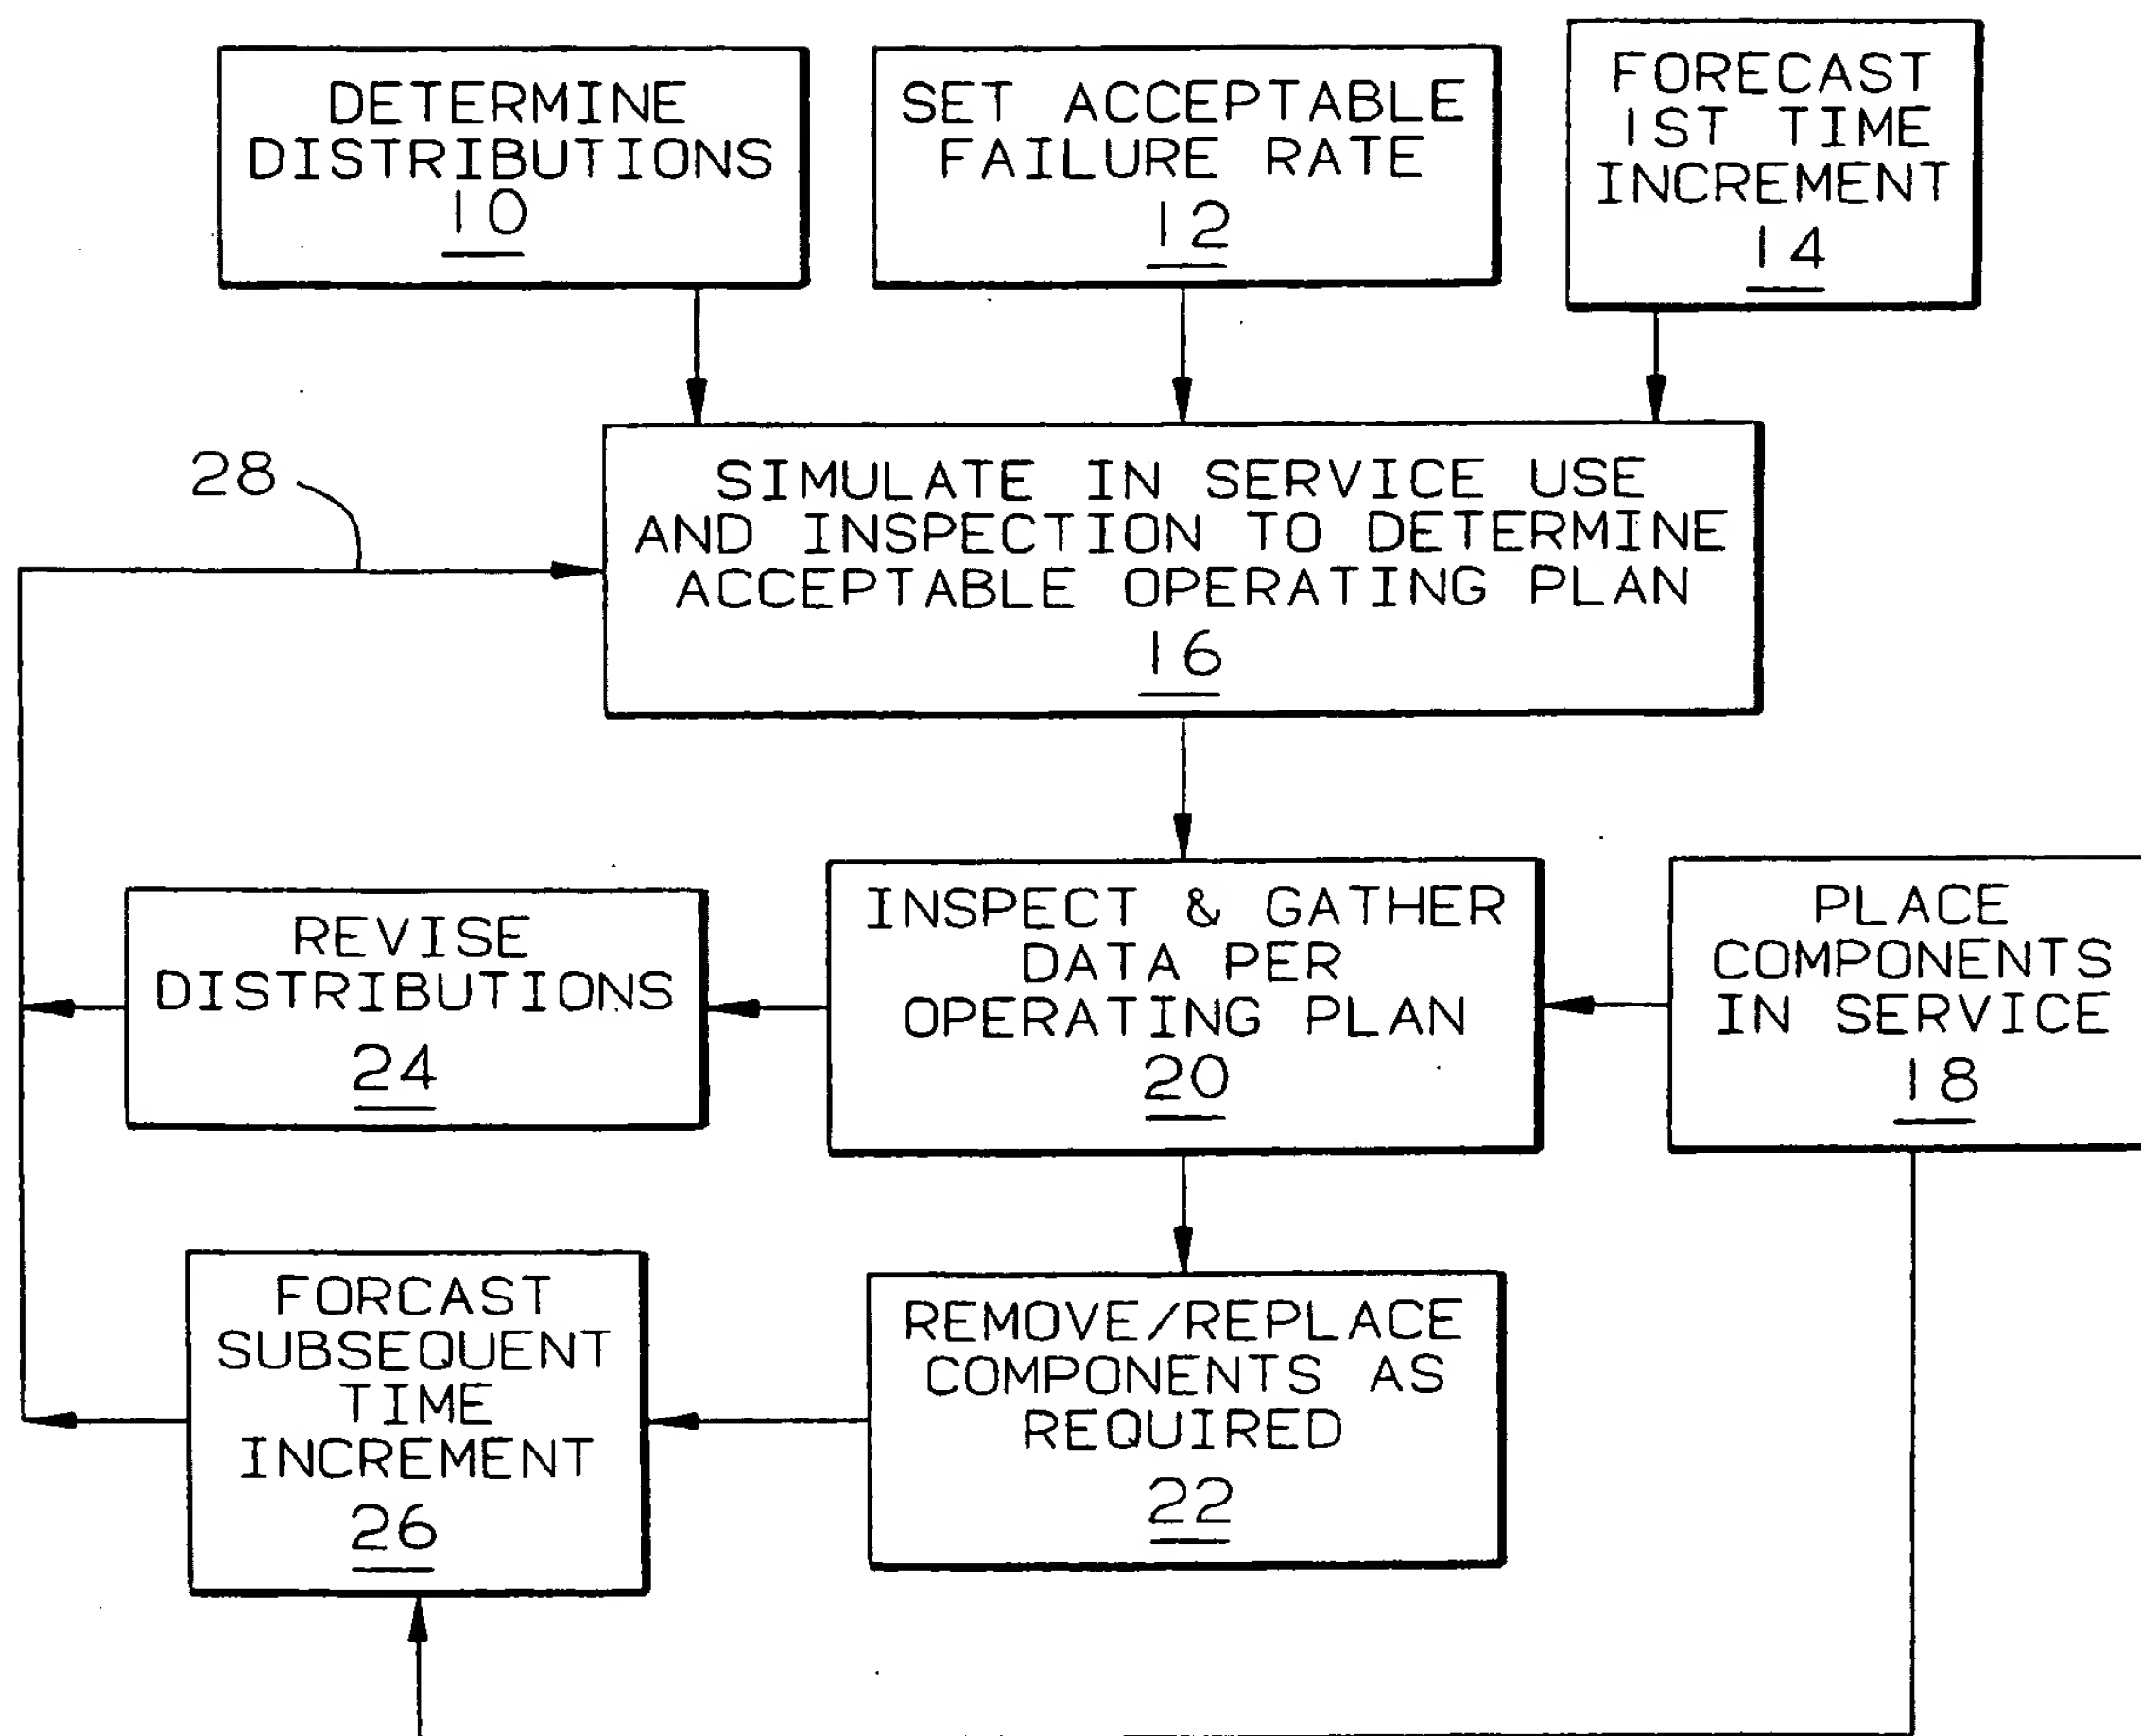 DETERMINE
DISTRIBUTIONS
10
SET ACCEPTABLE
FAILURE RATE
12
FORECAST
1ST TIME
INCREMENT
14
28
SIMULATE IN SERVICE USE
AND INSPECTION TO DETERMINE
ACCEPTABLE OPERATING PLAN
16
REVISE
DISTRIBUTIONS
24
INSPECT & GATHER
DATA PER
OPERATING PLAN
20
PLACE
COMPONENTS
IN SERVICE
18
FORCAST
SUBSEQUENT
TIME
INCREMENT
26
REMOVE/REPLACE
COMPONENTS AS
REQUIRED
22